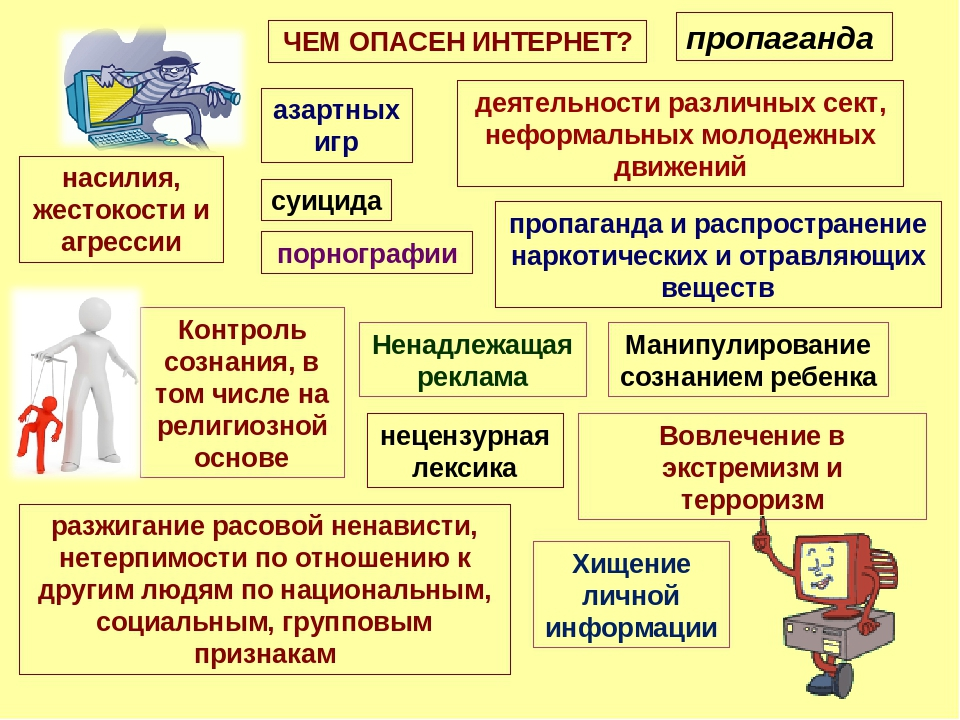 ЧЕМ ОПАСЕН ИНТЕРНЕТ?
пропаганда
азартных
игр
деятельности различных сект,
неформальных молодежных
движений
насилия,
жестокости и
агрессии
суицида
порнографии
пропаганда и распространение
наркотических и отравляющих
веществ
Контроль
сознания, в
том числе на
религиозной
основе
Ненадлежащая
реклама
Манипулирование
сознанием ребенка
нецензурная
лексика
Вовлечение в
экстремизм и
терроризм
разжигание расовой ненависти,
нетерпимости по отношению к
другим людям по национальным,
социальным, групповым
признакам
Хищение
личной
информации